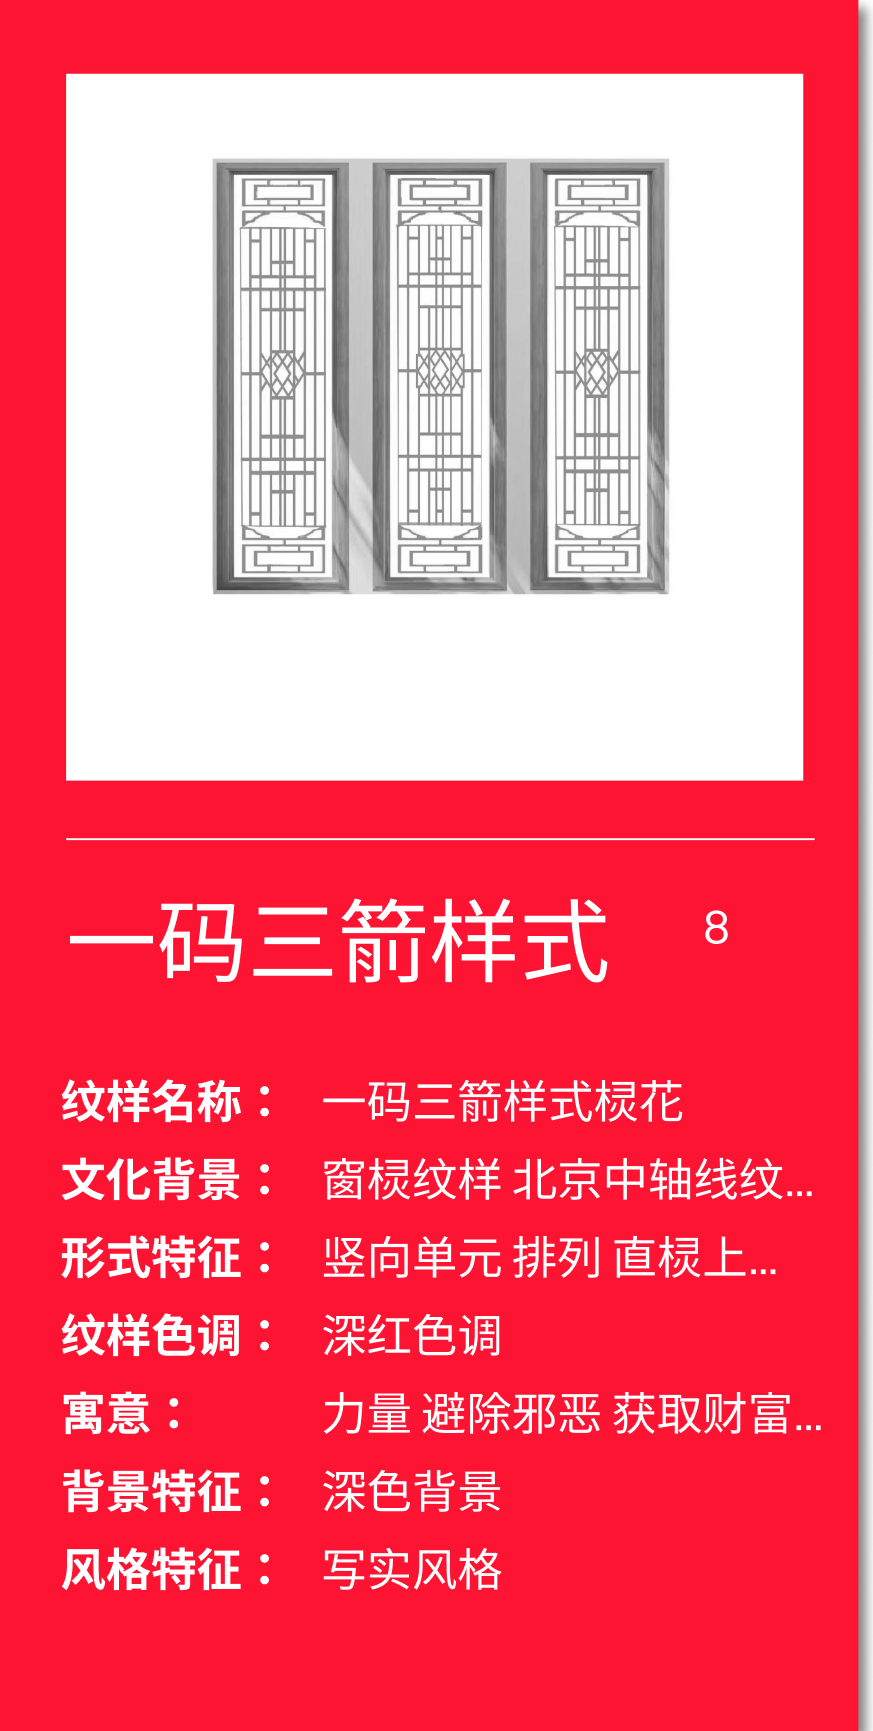 一码三箭样式 8
纹样名称： 一码三箭样式棂花
文化背景： 窗棂纹样 北京中轴线纹...
形式特征： 竖向单元 排列 直棂上...
纹样色调： 深红色调
寓意： 力量 避除邪恶 获取财富...
背景特征： 深色背景
风格特征： 写实风格